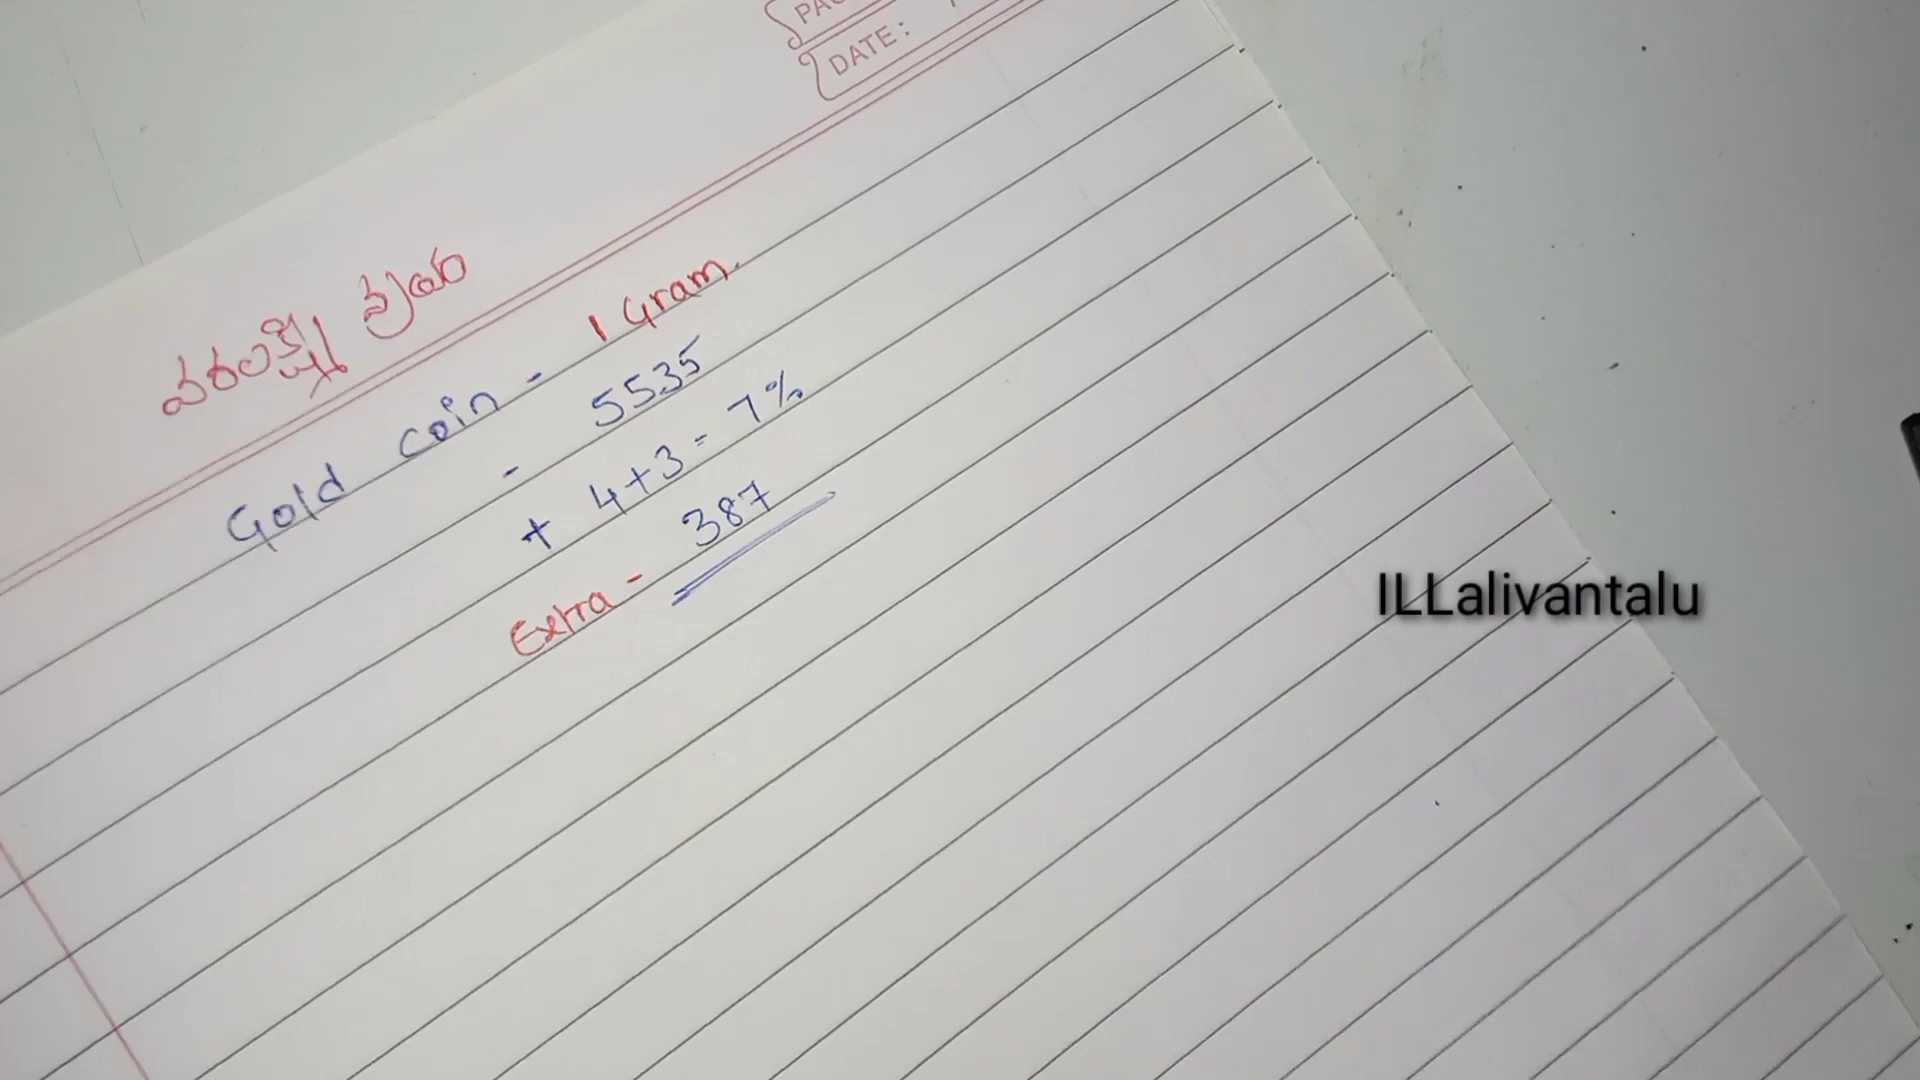 DATE:
వరలక్ష్మి వ్రతం
Gold coin - 1 Gram.
- 5535
+ 4+3 = 7%
Extra - 387
ILLalivantalu